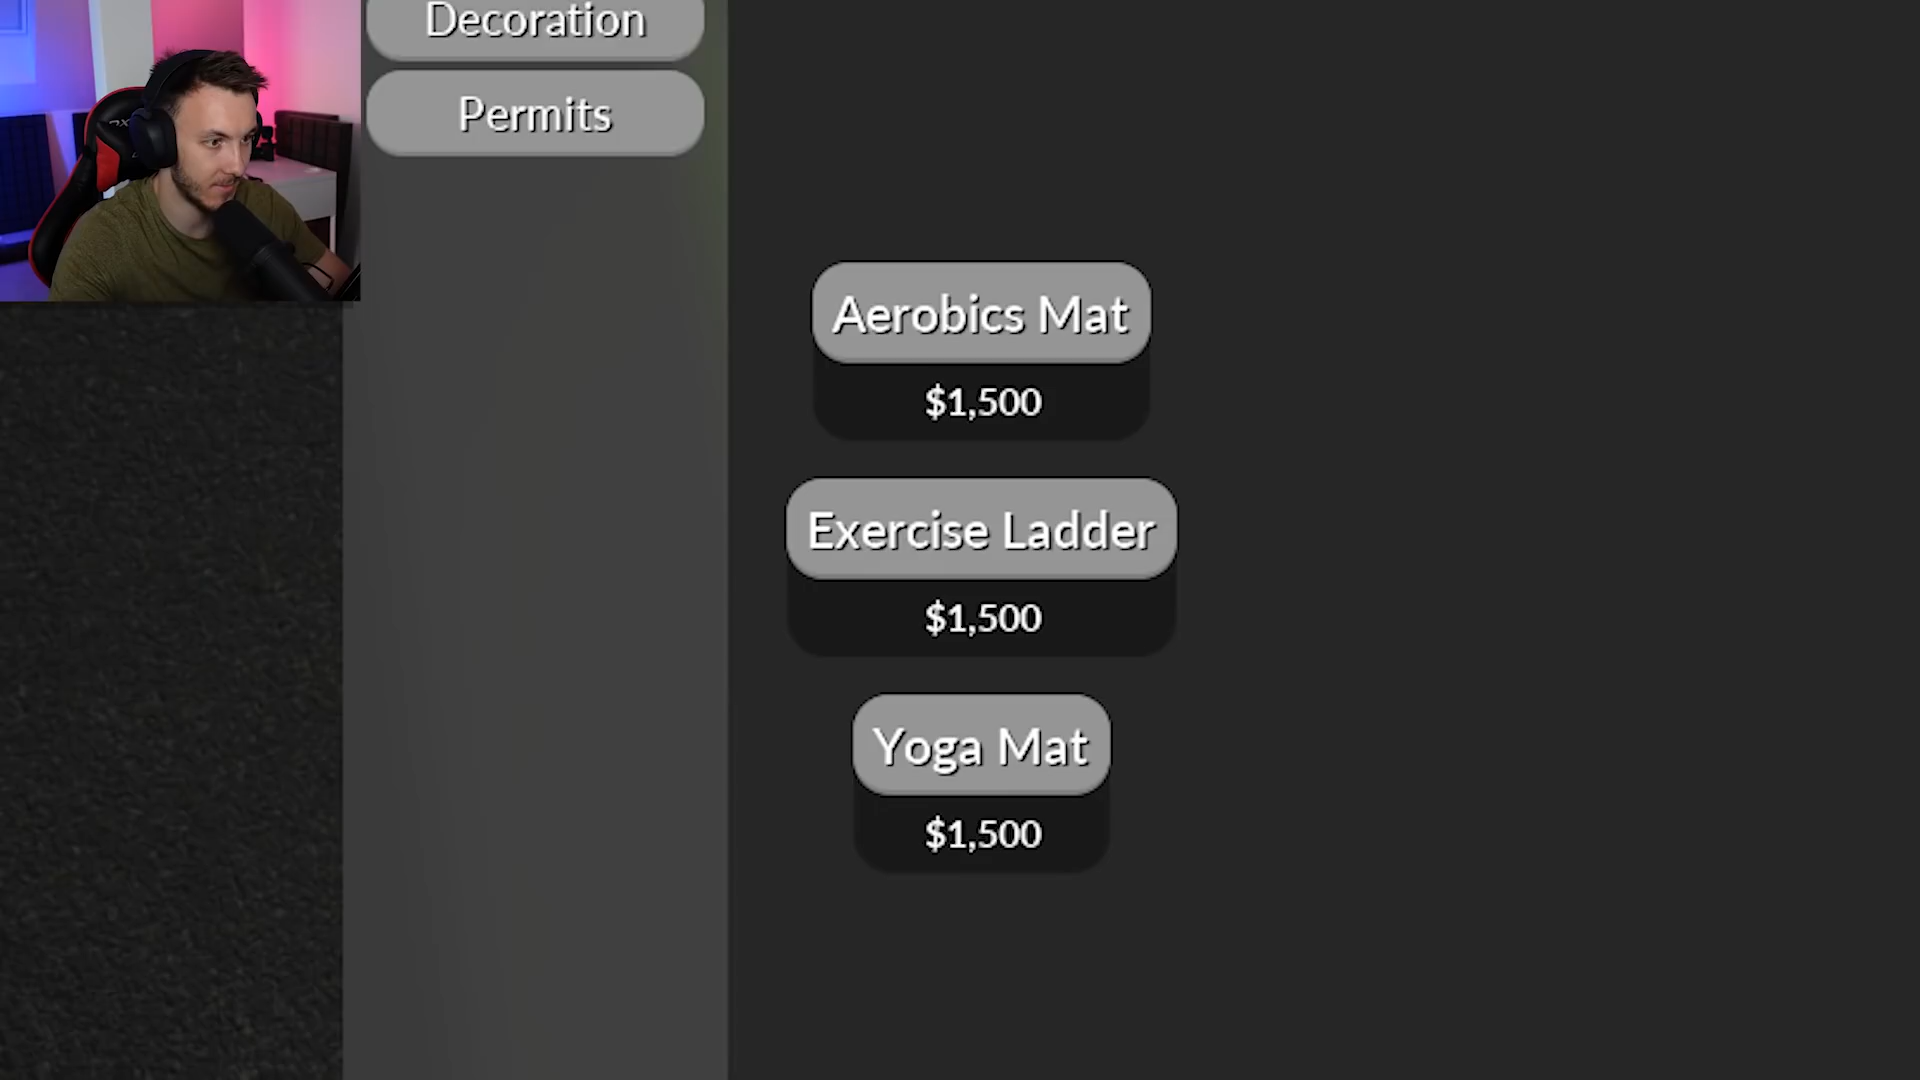 Decoration
Permits
Aerobics Mat
$1,500
Exercise Ladder
$1,500
Yoga Mat
$1,500